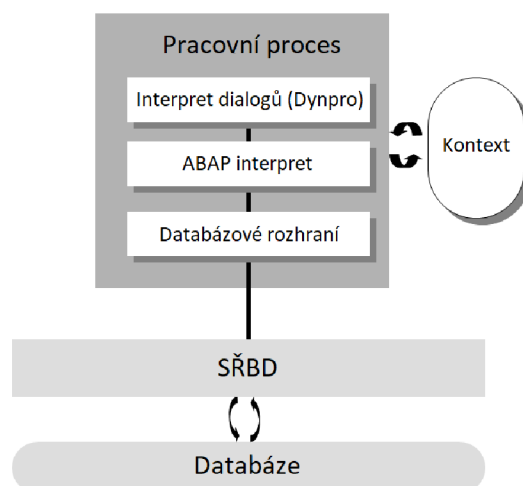 Pracovní proces
Interpret dialogů (Dynpro)
ABAP interpret
Kontext
Databázové rozhraní
SŘBD
Databáze